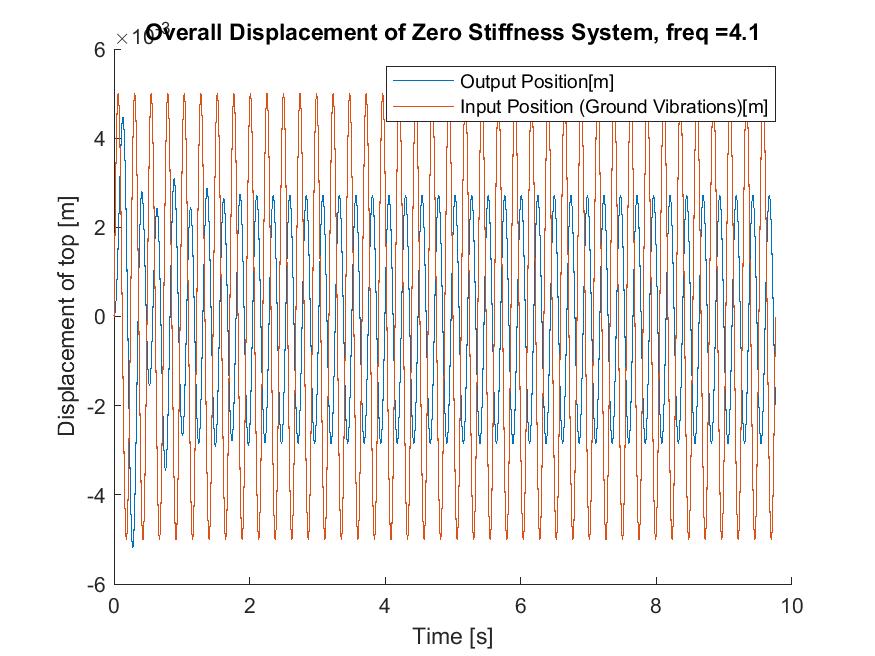 ×10-3
Overall Displacement of Zero Stiffness System, freq =4.1
Output Position[m]
Input Position (Ground Vibrations)[m]
6
4
2
0
-2
-4
-6
Displacement of top [m]
0 2 4 6 8 10
Time [s]